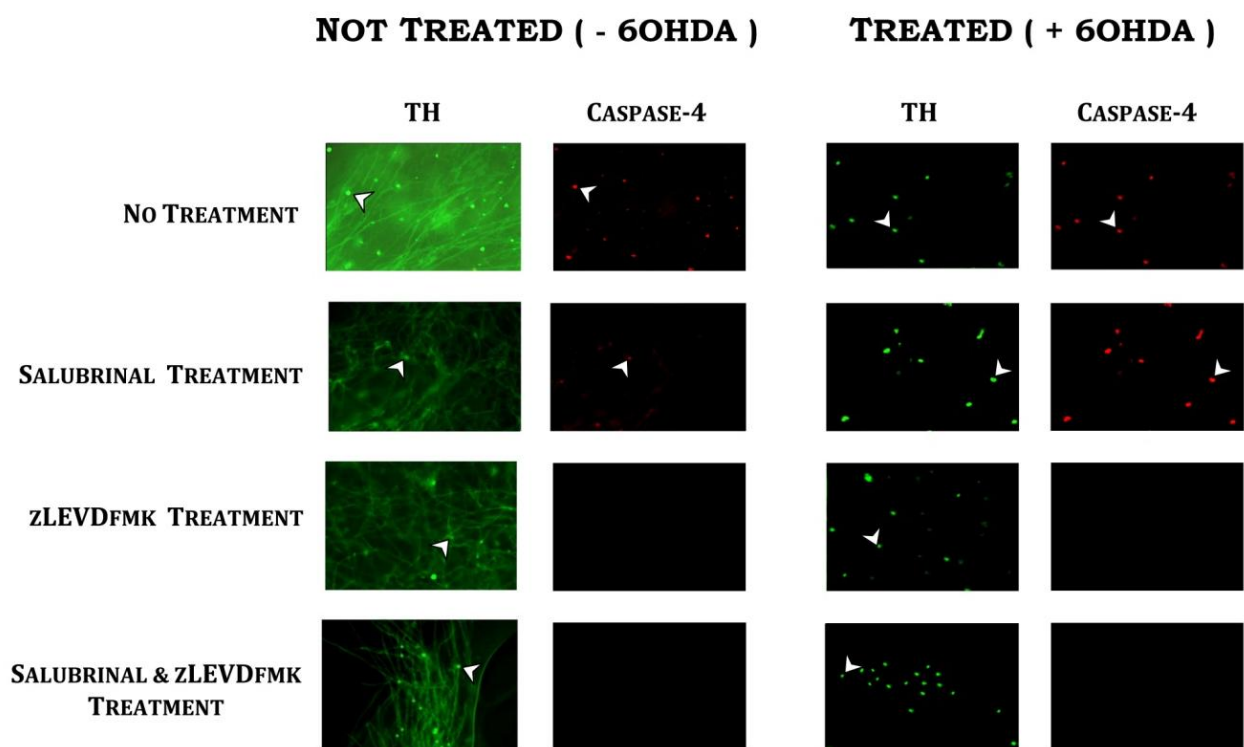 NOT TREATED ( - 6OHDA ) TREATED ( + 6OHDA )
TH CASPASE-4 TH CASPASE-4
NO TREATMENT
SALUBRINAL TREATMENT
ZLEVDFMK TREATMENT
SALUBRINAL & ZLEVDFMK
TREATMENT